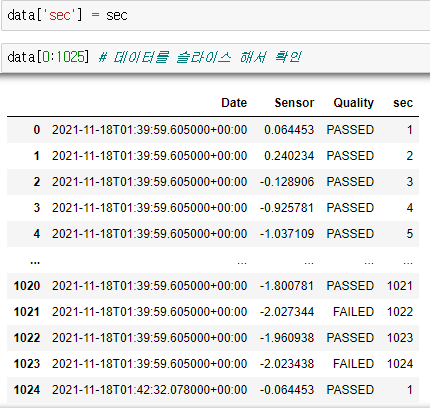 data['sec'] = sec
data[0:1025] # 데이터를 슬라이스 해서 확인
Date Sensor Quality sec
0 2021-11-18T01:39:59.605000+00:00 0.064453 PASSED 1
1 2021-11-18T01:39:59.605000+00:00 0.240234 PASSED 2
2 2021-11-18T01:39:59.605000+00:00 -0.128906 PASSED 3
3 2021-11-18T01:39:59.605000+00:00 -0.925781 PASSED 4
4 2021-11-18T01:39:59.605000+00:00 -1.037109 PASSED 5
... ... ... ... ...
1020 2021-11-18T01:39:59.605000+00:00 -1.800781 PASSED 1021
1021 2021-11-18T01:39:59.605000+00:00 -2.027344 FAILED 1022
1022 2021-11-18T01:39:59.605000+00:00 -1.960938 PASSED 1023
1023 2021-11-18T01:39:59.605000+00:00 -2.023438 FAILED 1024
1024 2021-11-18T01:42:32.078000+00:00 -0.064453 PASSED 1